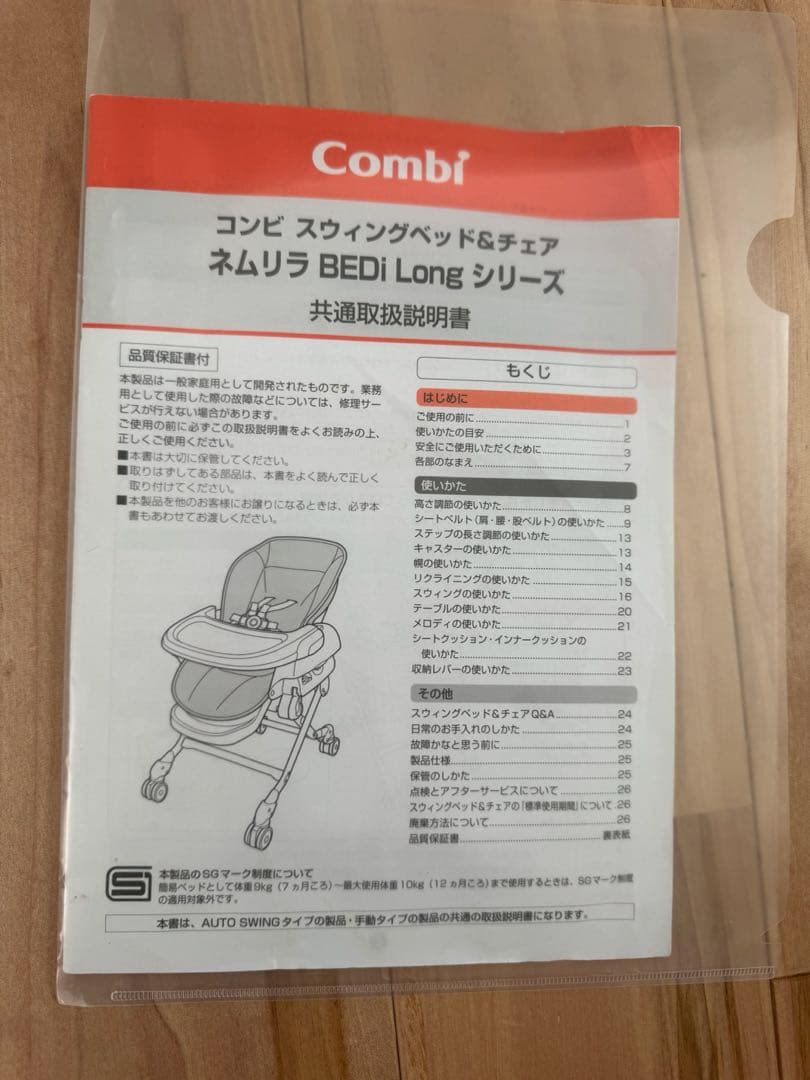 Combi
コンビ スウィングベッド&チェア
ネムリラ BEDi Long シリーズ
共通取扱説明書
品質保証書付
本製品は一般家庭用として開発されたものです。業務
用として使用した際の故障などについては、修理サー
ビスが行えない場合があります。
ご使用の前に必ずこの取扱説明書をよくお読みの上、
正しくご使用ください。
■本書は大切に保管してください。
■取りはずしてある部品は、本書をよく読んで正しく
取り付けてください。
■本製品を他のお客様にお譲りになるときは、必ず本
書もあわせてお渡しください。
もくじ
はじめに
ご使用の前に 1
使いかたの目安 2
安全にご使用いただくために 3
各部のなまえ 7
使いかた
高さ調節の使いかた 8
シートベルト(肩・腰・股ベルト)の使いかた 9
ステップの長さ調節の使いかた 13
キャスターの使いかた 13
幌の使いかた 14
リクライニングの使いかた 15
スウィングの使いかた 16
テーブルの使いかた 20
メロディの使いかた 21
シートクッション・インナークッションの
使いかた 22
収納レバーの使いかた 23
その他
スウィングベッド&チェアQ&A 24
日常のお手入れのしかた 24
故障かなと思う前に 25
製品仕様 25
保管のしかた 25
点検とアフターサービスについて 26
スウィングベッド&チェアの「標準使用期間」について 26
廃棄方法について 26
品質保証書 裏表紙
本製品のSGマーク制度について
簡易ベッドとして体重9kg(7ヵ月ころ)~最大使用体重10kg(12ヵ月ころ)まで使用するときは、SGマーク制度
の適用対象外です。
本書は、AUTO SWINGタイプの製品・手動タイプの製品の共通の取扱説明書になります。